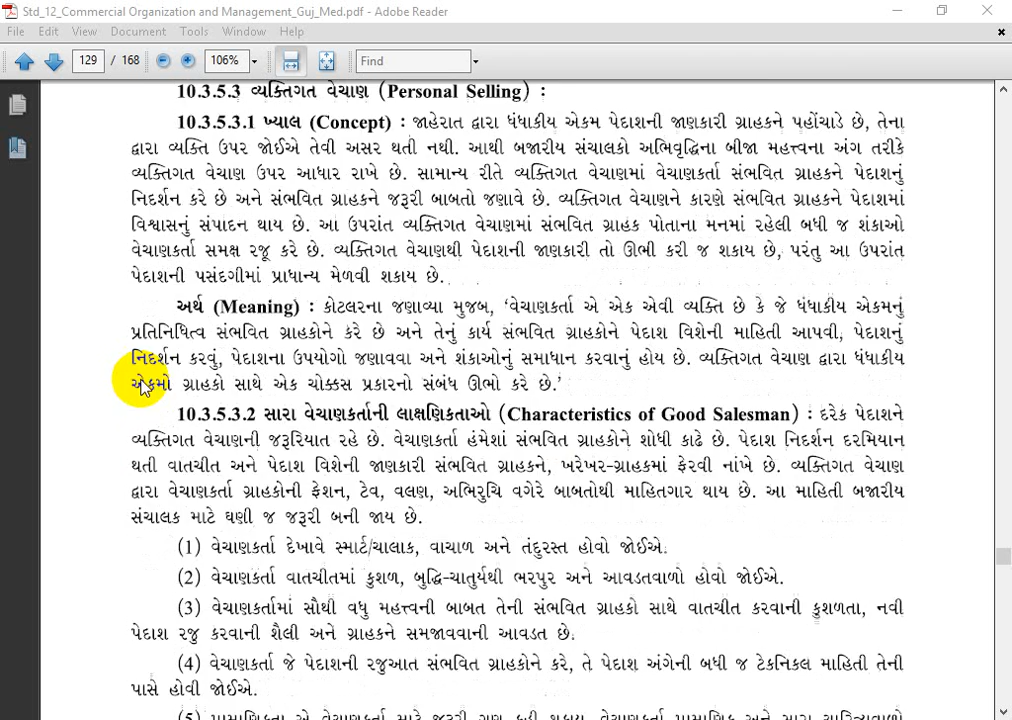 Std_12_Commercial Organization and Management_Guj_Med.pdf - Adobe Reader
File Edit View Document Tools Window Help
129 / 168 106% Find
10.3.5.3 વ્યક્તિગત વેચાણ (Personal Selling) :
10.3.5.3.1 ખ્યાલ (Concept) : જાહેરાત દ્વારા ધંધાકીય એકમ પેદાશની જાણકારી ગ્રાહકને પહોંચાડે છે, તેના
દ્વારા વ્યક્તિ ઉપર જોઈએ તેવી અસર થતી નથી. આથી બજારીય સંચાલકો અભિવૃદ્ધિના બીજા મહત્ત્વના અંગ તરીકે
વ્યક્તિગત વેચાણ ઉપર આધાર રાખે છે. સામાન્ય રીતે વ્યક્તિગત વેચાણમાં વેચાણકર્તા સંભવિત ગ્રાહકને પેદાશનું
નિદર્શન કરે છે અને સંભવિત ગ્રાહકને જરૂરી બાબતો જણાવે છે. વ્યક્તિગત વેચાણને કારણે સંભવિત ગ્રાહકને પેદાશમાં
વિશ્વાસનું સંપાદન થાય છે. આ ઉપરાંત વ્યક્તિગત વેચાણમાં સંભવિત ગ્રાહક પોતાના મનમાં રહેલી બધી જ શંકાઓ
વેચાણકર્તા સમક્ષ રજૂ કરે છે. વ્યક્તિગત વેચાણથી પેદાશની જાણકારી તો ઊભી કરી જ શકાય છે, પરંતુ આ ઉપરાંત
પેદાશની પસંદગીમાં પ્રાધાન્ય મેળવી શકાય છે.
અર્થ (Meaning) : કોટલરના જણાવ્યા મુજબ, ‘વેચાણકર્તા એ એક એવી વ્યક્તિ છે કે જે ધંધાકીય એકમનું
પ્રતિનિધિત્વ સંભવિત ગ્રાહકોને કરે છે અને તેનું કાર્ય સંભવિત ગ્રાહકોને પેદાશ વિશેની માહિતી આપવી, પેદાશનું
નિદર્શન કરવું, પેદાશના ઉપયોગો જણાવવા અને શંકાઓનું સમાધાન કરવાનું હોય છે. વ્યક્તિગત વેચાણ દ્વારા ધંધાકીય
એકમો ગ્રાહકો સાથે એક ચોક્કસ પ્રકારનો સંબંધ ઊભો કરે છે.’
10.3.5.3.2 સારા વેચાણકર્તાની લાક્ષણિકતાઓ (Characteristics of Good Salesman) : દરેક પેદાશને
વ્યક્તિગત વેચાણની જરૂરિયાત રહે છે. વેચાણકર્તા હંમેશાં સંભવિત ગ્રાહકોને શોધી કાઢે છે. પેદાશ નિદર્શન દરમિયાન
થતી વાતચીત અને પેદાશ વિશેની જાણકારી સંભવિત ગ્રાહકને, ખરેખર-ગ્રાહકમાં ફેરવી નાંખે છે. વ્યક્તિગત વેચાણ
દ્વારા વેચાણકર્તા ગ્રાહકોની ફેશન, ટેવ, વલણ, અભિરુચિ વગેરે બાબતોથી માહિતગાર થાય છે. આ માહિતી બજારીય
સંચાલક માટે ઘણી જ જરૂરી બની જાય છે.
(1) વેચાણકર્તા દેખાવે સ્માર્ટ/ચાલાક, વાચાળ અને તંદુરસ્ત હોવો જોઈએ.
(2) વેચાણકર્તા વાતચીતમાં કુશળ, બુદ્ધિ-ચાતુર્યથી ભરપુર અને આવડતવાળો હોવો જોઈએ.
(3) વેચાણકર્તામાં સૌથી વધુ મહત્ત્વની બાબત તેની સંભવિત ગ્રાહકો સાથે વાતચીત કરવાની કુશળતા, નવી
પેદાશ રજુ કરવાની શૈલી અને ગ્રાહકને સમજાવવાની આવડત છે.
(4) વેચાણકર્તા જે પેદાશની રજુઆત સંભવિત ગ્રાહકોને કરે, તે પેદાશ અંગેની બધી જ ટેકનિકલ માહિતી તેની
પાસે હોવી જોઈએ.
(5) પ્રામાણિકતા એ વેચાણકર્તા માટે જરૂરી ગુણ કહી શકાય. વેચાણકર્તા પ્રામાણિક અને સારા ચારિત્ર્યવાળો